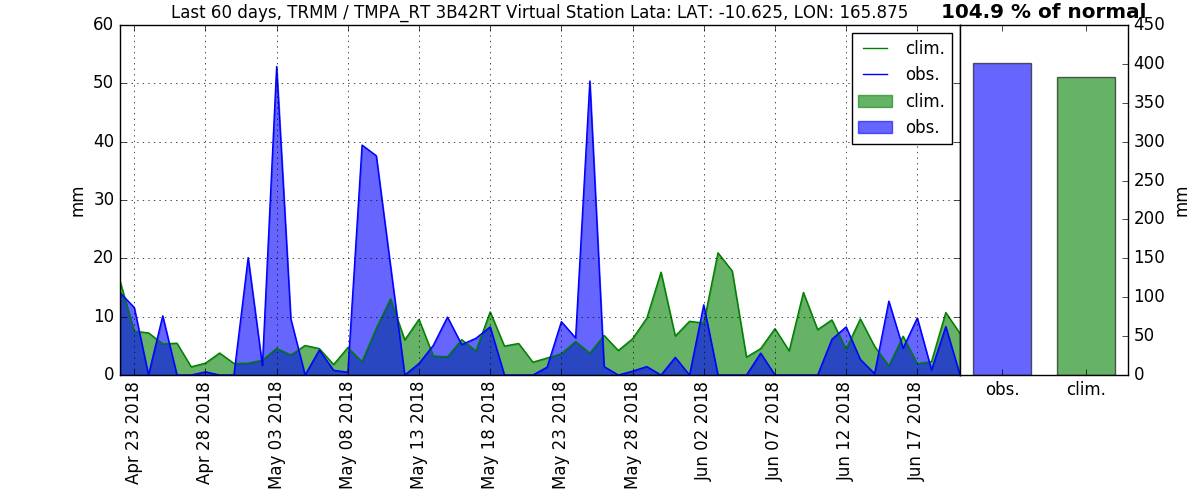 Last 60 days, TRMM / TMPA_RT 3B42RT Virtual Station Lata: LAT: -10.625, LON: 165.875
104.9 % of normal
60
50
40
30
20
10
0
mm
clim.
obs.
clim.
obs.
450
400
350
300
250
200
150
100
50
0
mm
Apr 23 2018
Apr 28 2018
May 03 2018
May 08 2018
May 13 2018
May 18 2018
May 23 2018
May 28 2018
Jun 02 2018
Jun 07 2018
Jun 12 2018
Jun 17 2018
obs.
clim.